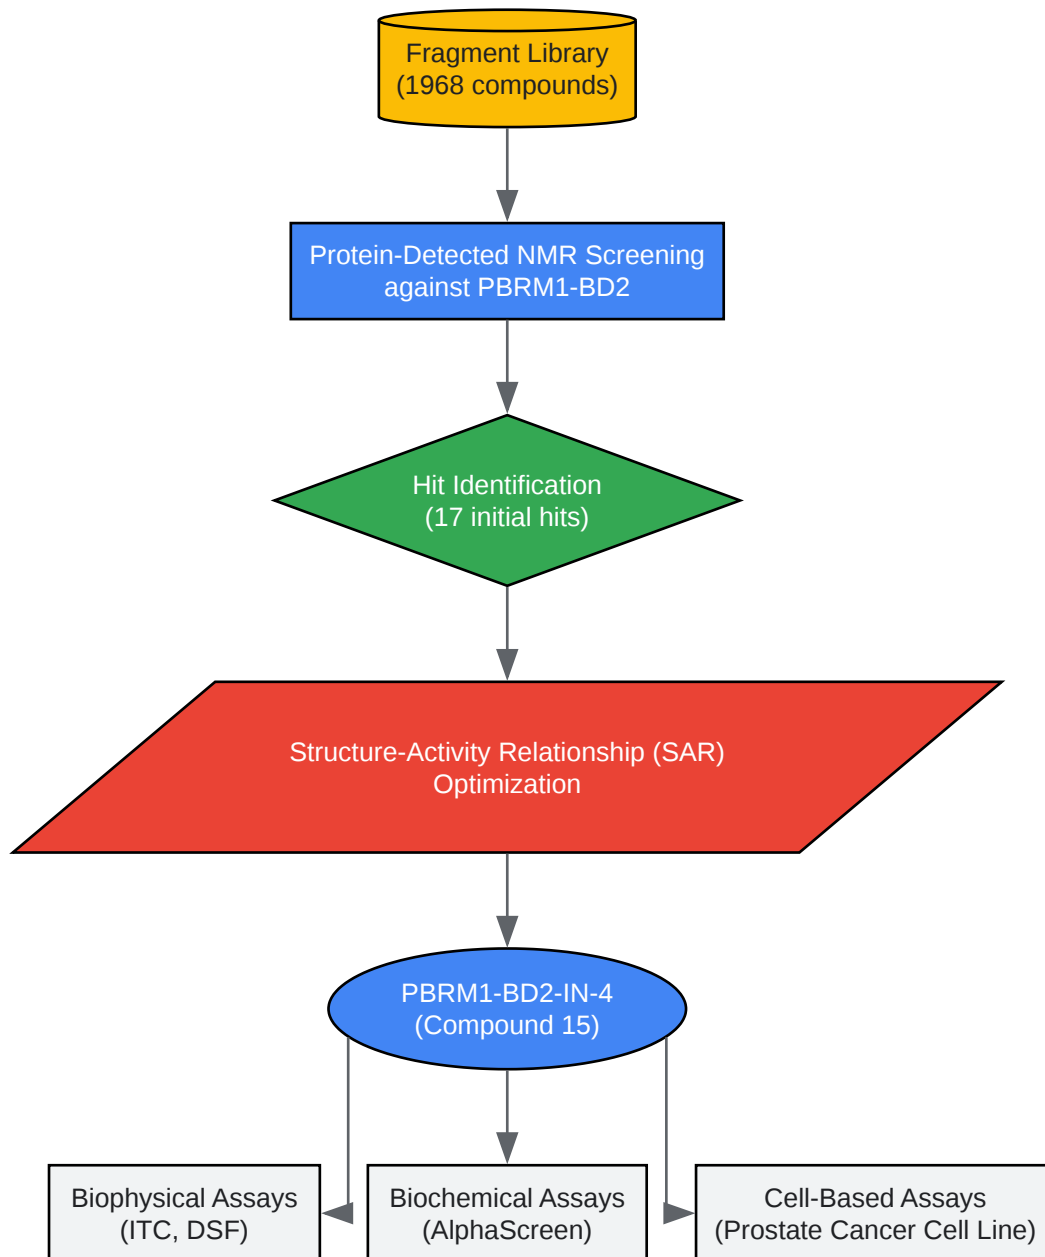 Fragment Library
(1968 compounds)
Protein-Detected NMR Screening
against PBRM1-BD2
Hit Identification
(17 initial hits)
Structure-Activity Relationship (SAR)
Optimization
PBRM1-BD2-IN-4
(Compound 15)
Biophysical Assays
(ITC, DSF)
Biochemical Assays
(AlphaScreen)
Cell-Based Assays
(Prostate Cancer Cell Line)